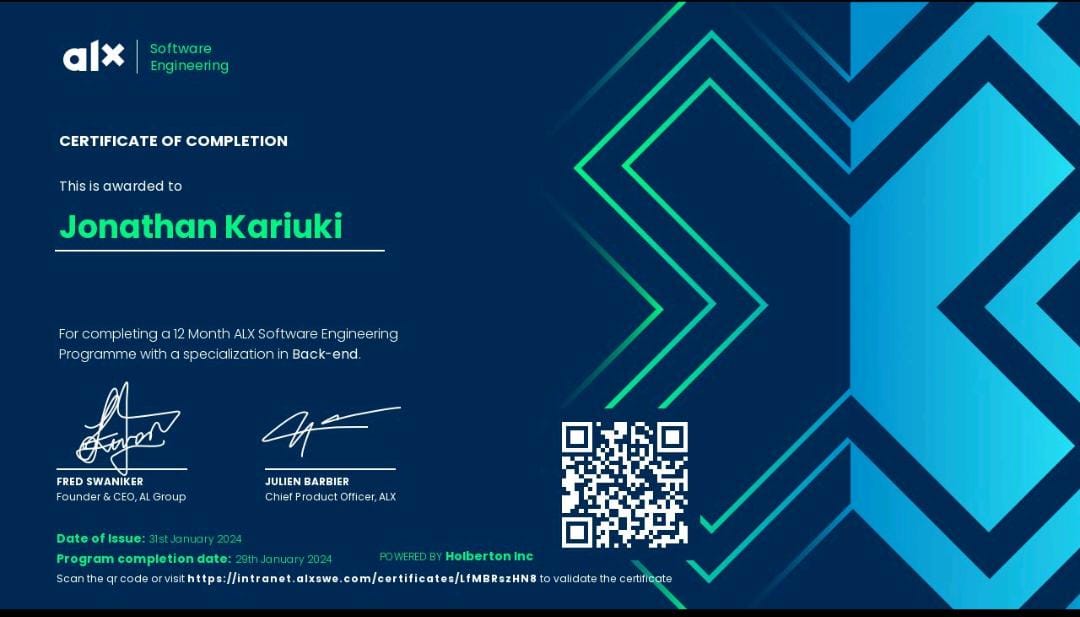 alx
Software
Engineering
CERTIFICATE OF COMPLETION
This is awarded to
Jonathan Kariuki
For completing a 12 Month ALX Software Engineering
Programme with a specialization in Back-end.
FRED SWANIKER
Founder & CEO, AL Group
JULIEN BARBIER
Chief Product Officer, ALX
Date of Issue: 31st January 2024
Program completion date: 29th January 2024
POWERED BY Holberton Inc
Scan the qr code or visit https://intranet.alxswe.com/certificates/LfMBRszHN8 to validate the certificate